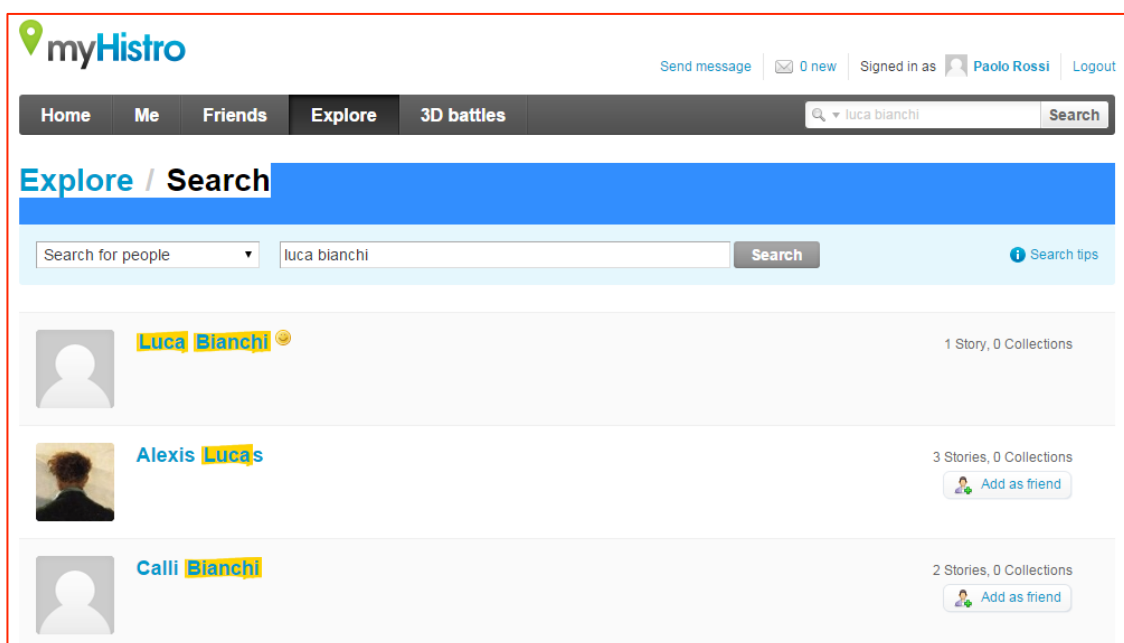 myHistro
Send message 0 new Signed in as Paolo Rossi Logout
Home Me Friends Explore 3D battles luca bianchi Search
Explore / Search
Search for people luca bianchi Search Search tips
Luca Bianchi 1 Story, 0 Collections
Alexis Lucas 3 Stories, 0 Collections
Add as friend
Calli Bianchi 2 Stories, 0 Collections
Add as friend